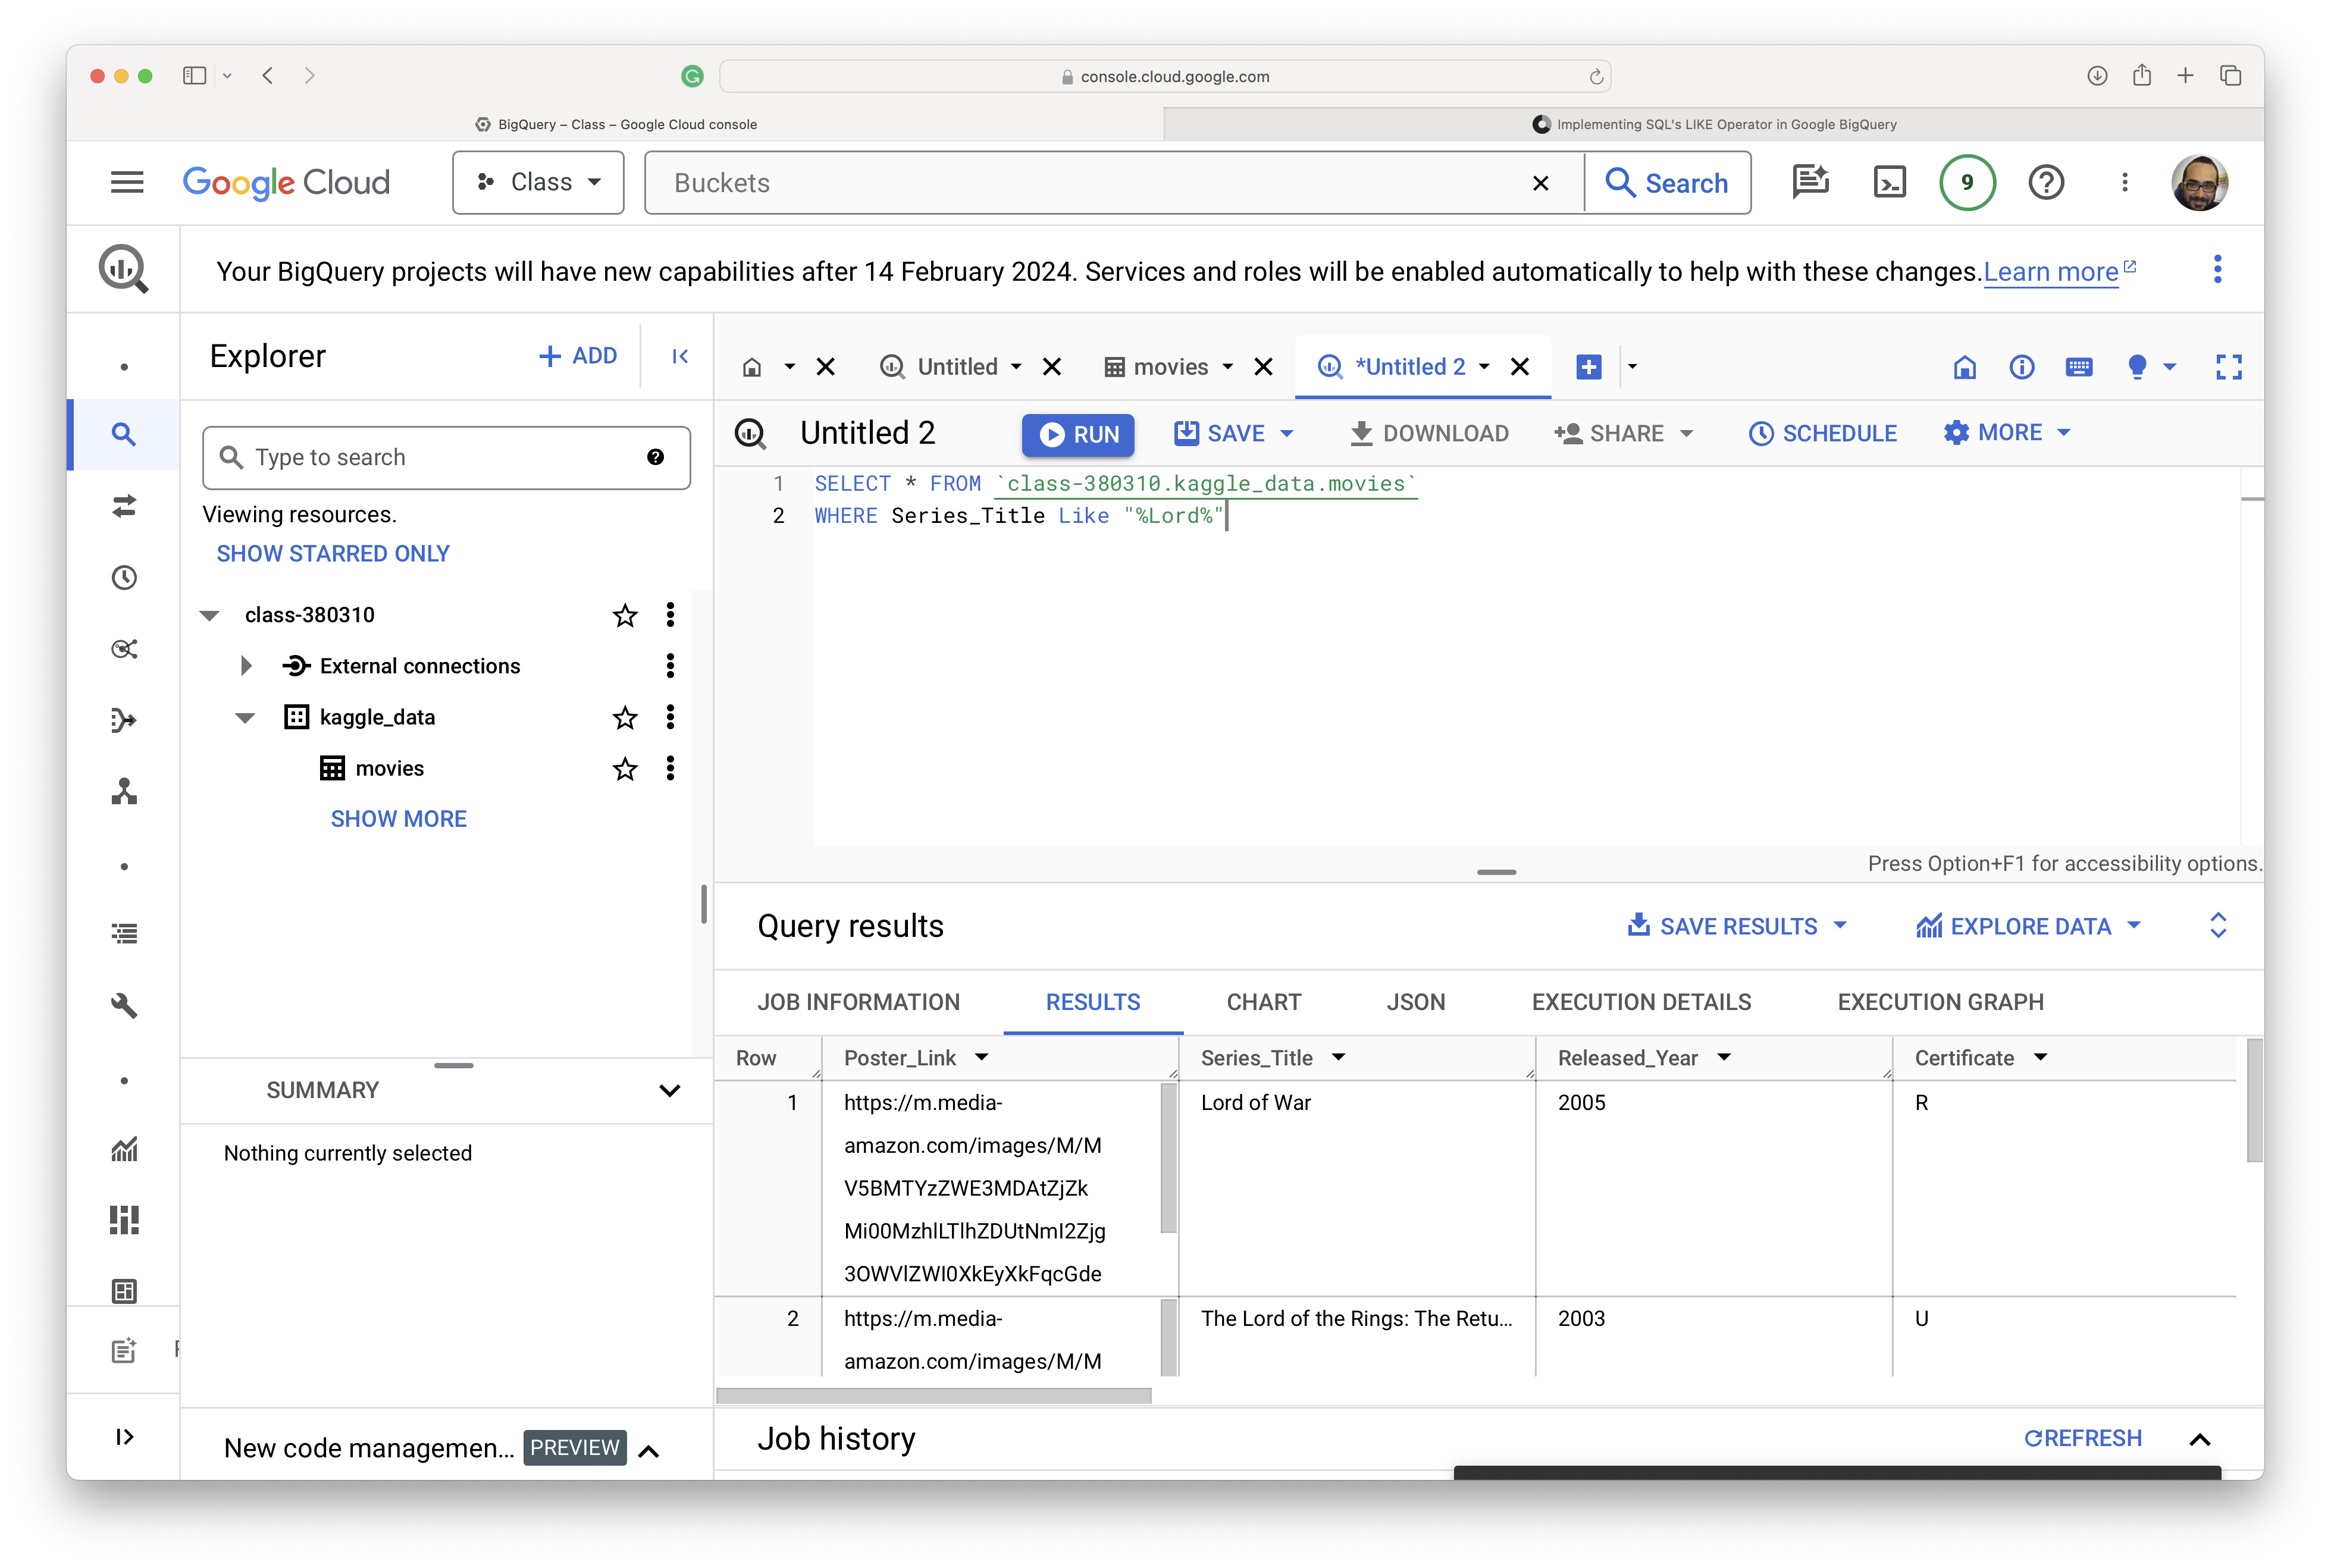 console.cloud.google.com
BigQuery – Class – Google Cloud console
Implementing SQL's LIKE Operator in Google BigQuery
Google Cloud
Class
Buckets
Search
9
Your BigQuery projects will have new capabilities after 14 February 2024. Services and roles will be enabled automatically to help with these changes. Learn more
Explorer
ADD
Untitled
movies
*Untitled 2
Untitled 2
RUN
SAVE
DOWNLOAD
SHARE
SCHEDULE
MORE
Type to search
Viewing resources.
SHOW STARRED ONLY
class-380310
External connections
kaggle_data
movies
SHOW MORE
1 SELECT * FROM `class-380310.kaggle_data.movies`
2 WHERE Series_Title Like "%Lord%"
Press Option+F1 for accessibility options.
SUMMARY
Nothing currently selected
New code managemen... PREVIEW
Query results
SAVE RESULTS
EXPLORE DATA
JOB INFORMATION
RESULTS
CHART
JSON
EXECUTION DETAILS
EXECUTION GRAPH
Row Poster_Link Series_Title Released_Year Certificate
1 https://m.media- Lord of War 2005 R
amazon.com/images/M/M
V5BMTYzZWE3MDAtZjZk
Mi00MzhlLTlhZDUtNmI2Zjg
3OWVlZWI0XkEyXkFqcGde
2 https://m.media- The Lord of the Rings: The Retu... 2003 U
amazon.com/images/M/M
Job history
REFRESH